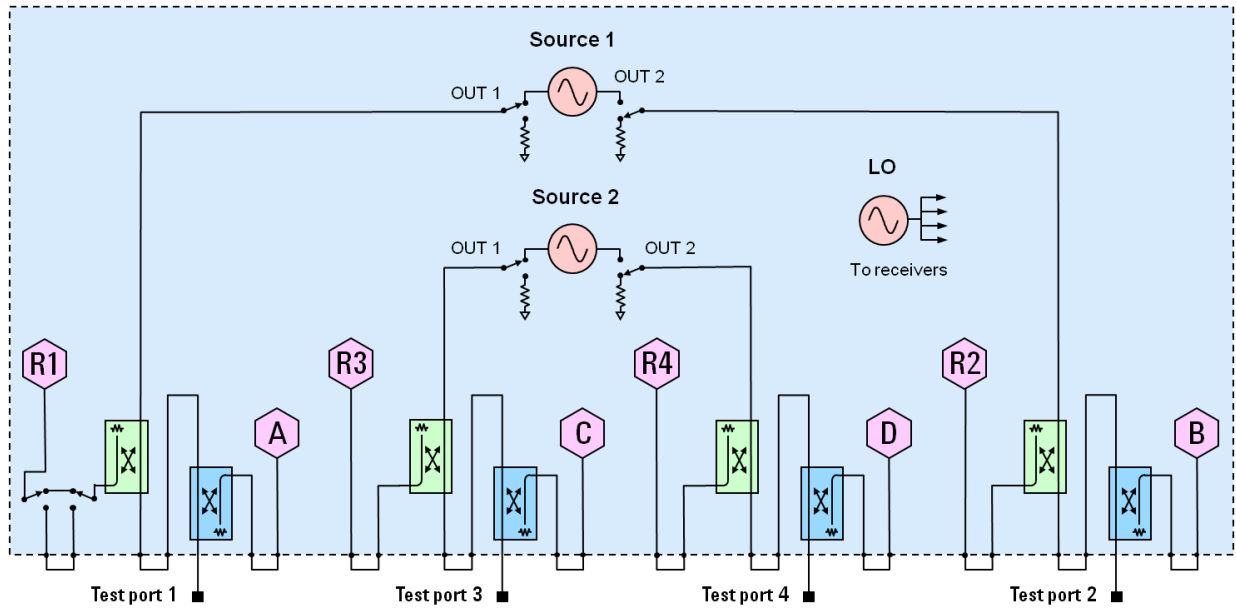 Source 1
OUT 1
OUT 2
LO
Source 2
OUT 1
OUT 2
To receivers
R1
R3
R4
R2
A
C
D
B
Test port 1
Test port 3
Test port 4
Test port 2